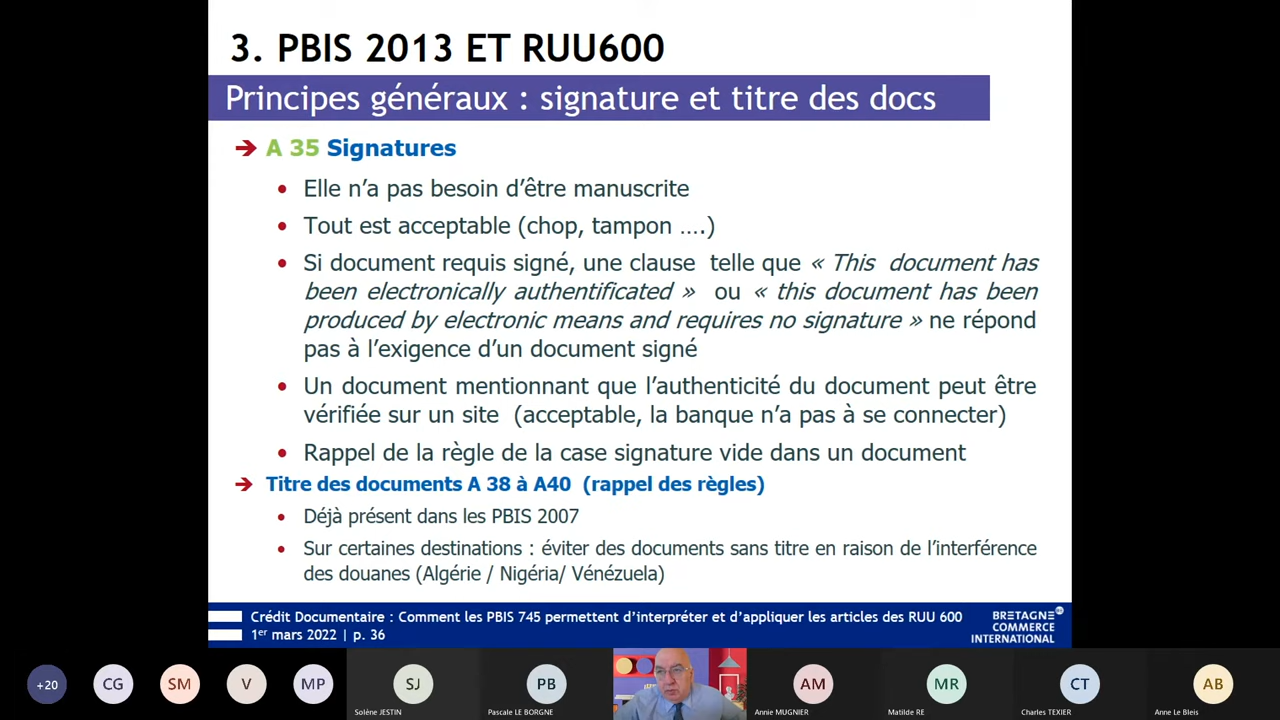 3. PBIS 2013 ET RUU600
Principes généraux : signature et titre des docs
➔ A 35 Signatures
• Elle n’a pas besoin d’être manuscrite
• Tout est acceptable (chop, tampon ….)
• Si document requis signé, une clause telle que « This document has
been electronically authentificated » ou « this document has been
produced by electronic means and requires no signature » ne répond
pas à l’exigence d’un document signé
• Un document mentionnant que l’authenticité du document peut être
vérifiée sur un site (acceptable, la banque n’a pas à se connecter)
• Rappel de la règle de la case signature vide dans un document
➔ Titre des documents A 38 à A40 (rappel des règles)
• Déjà présent dans les PBIS 2007
• Sur certaines destinations : éviter des documents sans titre en raison de l’interférence
des douanes (Algérie / Nigéria/ Vénézuela)
Crédit Documentaire : Comment les PBIS 745 permettent d’interpréter et d’appliquer les articles des RUU 600
1er mars 2022 | p. 36
BRETAGNE
COMMERCE
INTERNATIONAL
+20
CG
SM
V
MP
SJ
PB
AM
MR
CT
AB
Solène JESTIN
Pascale LE BORGNE
Annie MUGNIER
Matilde RE
Charles TEXIER
Anne Le Bleis